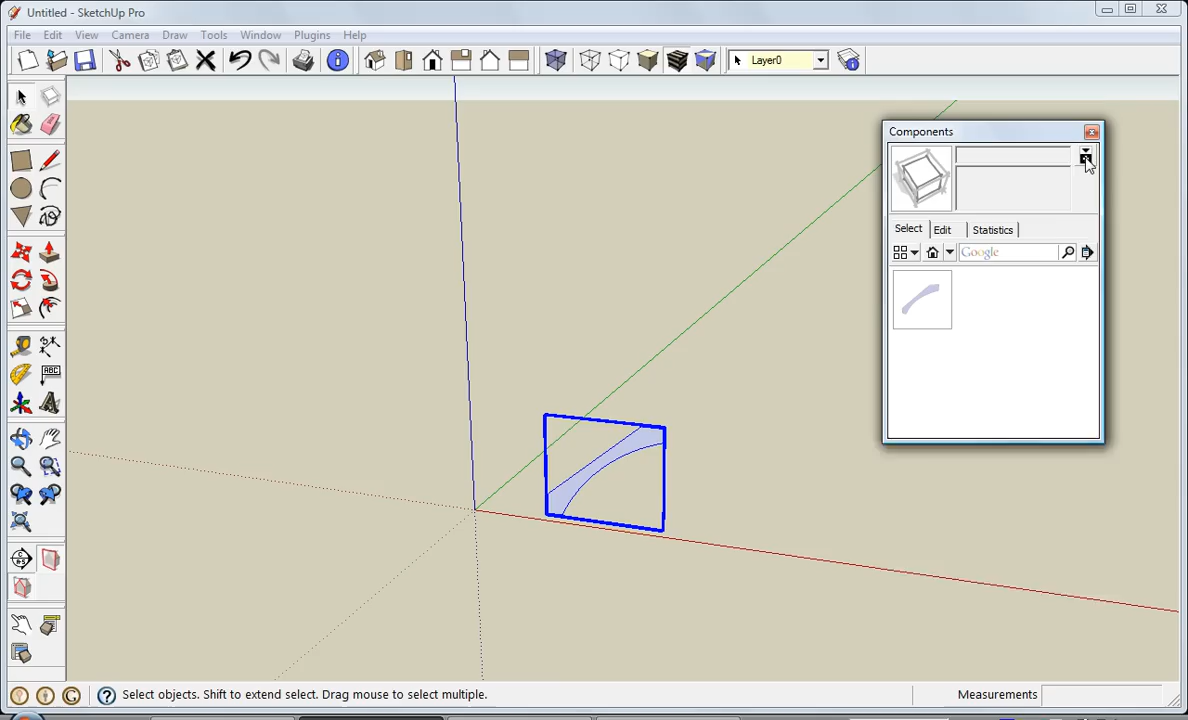 Untitled - SketchUp Pro
File Edit View Camera Draw Tools Window Plugins Help
Layer0
Components
Select Edit Statistics
Google
ABC
Select objects. Shift to extend select. Drag mouse to select multiple.
Measurements